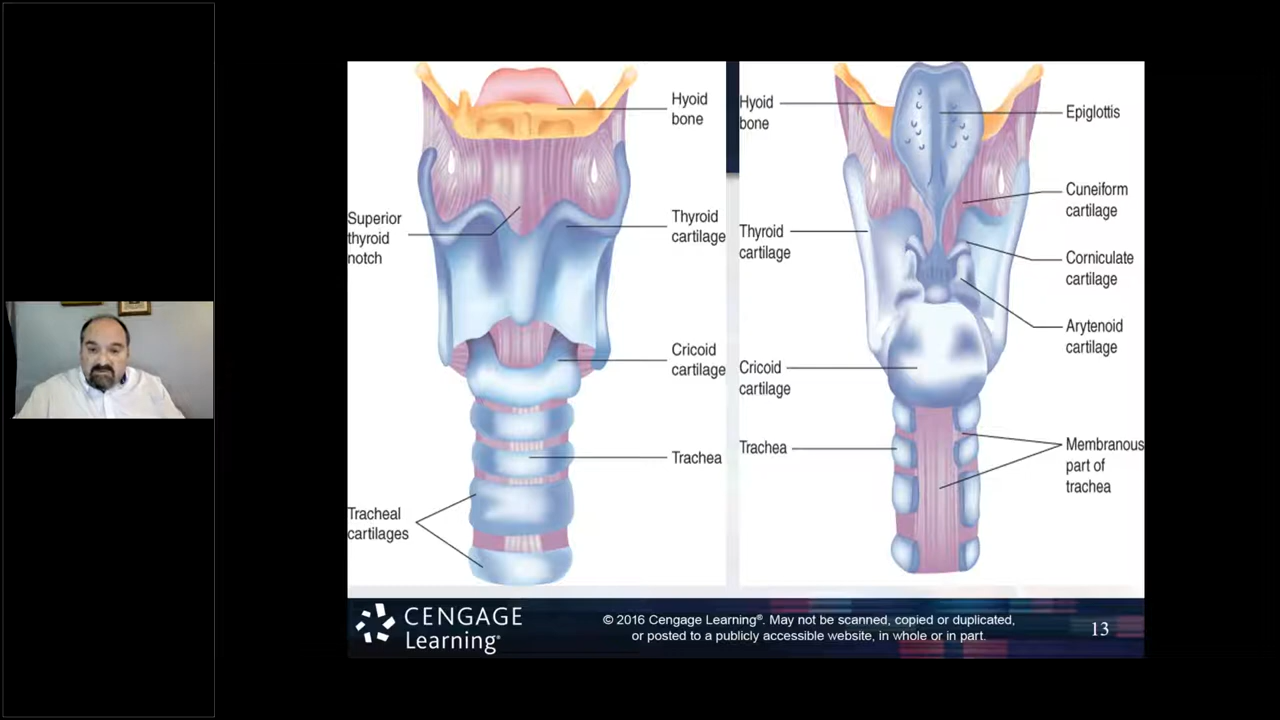 Hyoid
bone
Superior
thyroid
notch
Thyroid
cartilage
Cricoid
cartilage
Trachea
Tracheal
cartilages
Hyoid
bone
Epiglottis
Cuneiform
cartilage
Thyroid
cartilage
Corniculate
cartilage
Arytenoid
cartilage
Cricoid
cartilage
Trachea
Membranous
part of
trachea
CENGAGE
Learning®
© 2016 Cengage Learning®. May not be scanned, copied or duplicated,
or posted to a publicly accessible website, in whole or in part.
13